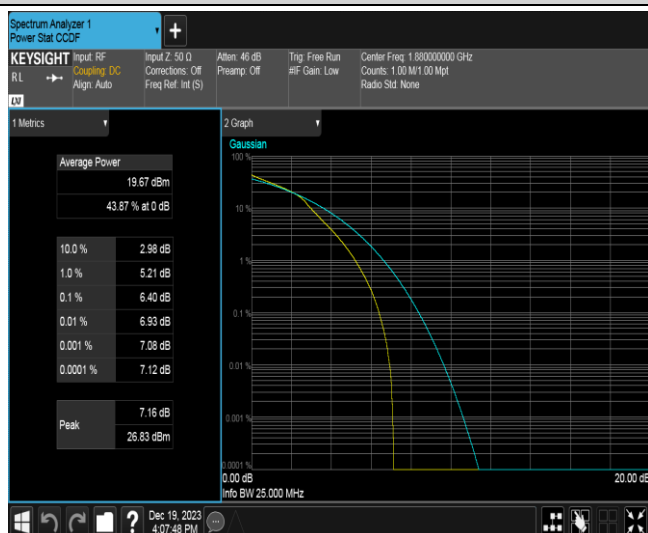 Spectrum Analyzer 1
Power Stat CCDF
KEYSIGHT
RL
Input: RF
Coupling: DC
Align: Auto
Input Z: 50 Ω
Corrections: Off
Freq Ref: Int (S)
Atten: 46 dB
Preamp: Off
Trig: Free Run
#IF Gain: Low
Center Freq: 1.880000000 GHz
Counts: 1.00 M/1.00 Mpt
Radio Std: None
1 Metrics
Average Power
19.67 dBm
43.87 % at 0 dB
10.0 % 2.98 dB
1.0 % 5.21 dB
0.1 % 6.40 dB
0.01 % 6.93 dB
0.001 % 7.08 dB
0.0001 % 7.12 dB
Peak
7.16 dB
26.83 dBm
2 Graph
Gaussian
100 %
10 %
1 %
0.1 %
0.01 %
0.001 %
0.0001 %
0.00 dB
20.00 dB
Info BW 25.000 MHz
?
Dec 19, 2023
4:07:48 PM